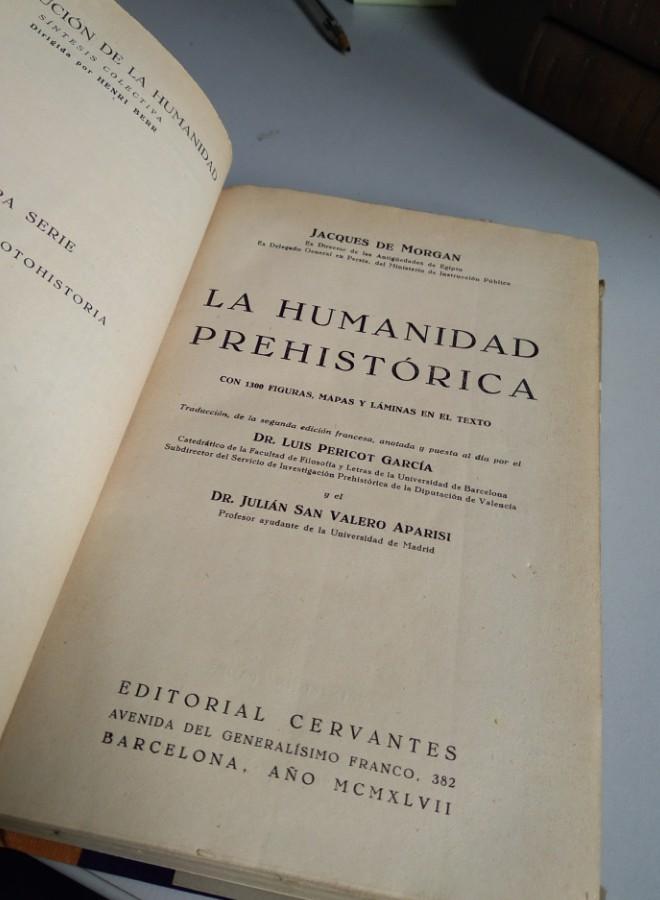 UCIÓN DE LA HUMANIDAD
SÍNTESIS COLECTIVA
Dirigida por HENRI BERR
RA SERIE
OTOHISTORIA
JACQUES DE MORGAN
Ex Director de las Antigüedades de Egipto
Ex Delegado General en Persia, del Ministerio de Instrucción Pública
LA HUMANIDAD
PREHISTÓRICA
CON 1300 FIGURAS, MAPAS Y LÁMINAS EN EL TEXTO
Traducción, de la segunda edición francesa, anotada y puesta al día por el
DR. LUIS PERICOT GARCÍA
Catedrático de la Facultad de Filosofía y Letras de la Universidad de Barcelona
Subdirector del Servicio de Investigación Prehistórica de la Diputación de Valencia
y el
DR. JULIÁN SAN VALERO APARISI
Profesor ayudante de la Universidad de Madrid
EDITORIAL CERVANTES
AVENIDA DEL GENERALÍSIMO FRANCO, 382
BARCELONA, AÑO MCMXLVII